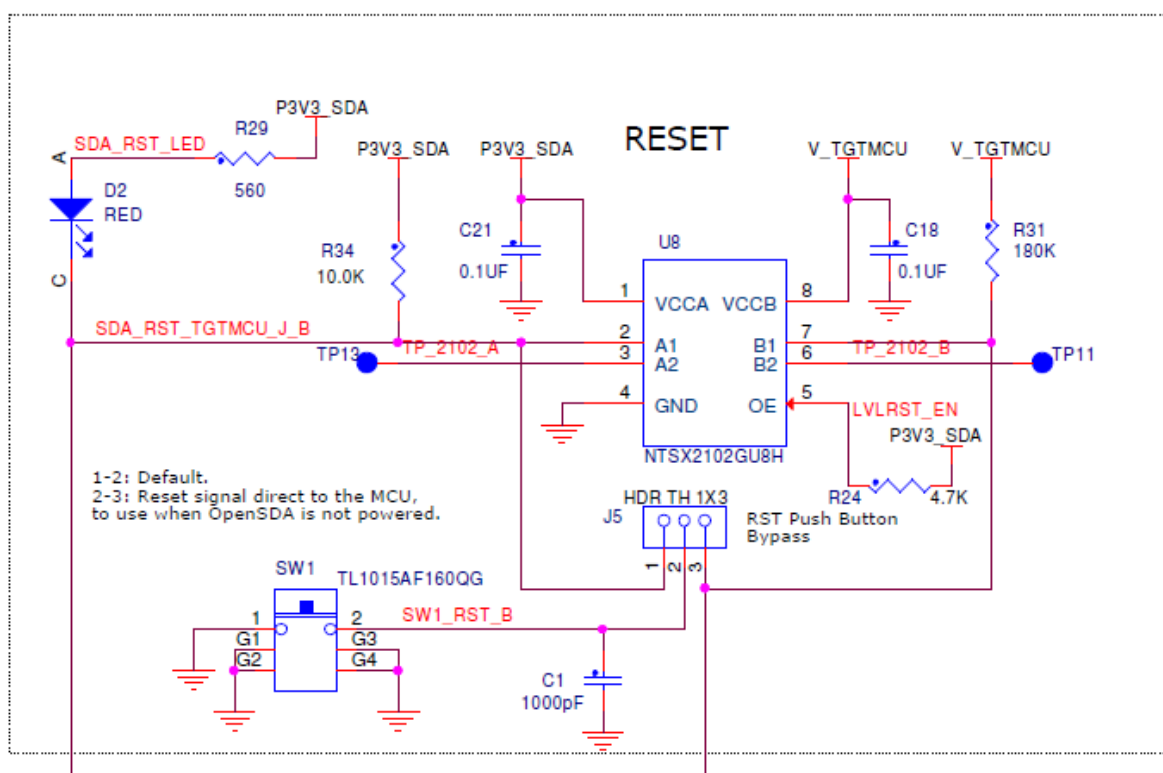 RESET
P3V3_SDA
R29
SDA_RST_LED
560
A
D2
RED
C
P3V3_SDA
R34
10.0K
P3V3_SDA
C21
0.1UF
V_TGTMCU
C18
0.1UF
V_TGTMCU
R31
180K
U8
1 VCCA VCCB 8
2 A1 B1 7
3 A2 B2 6
4 GND OE 5
NTSX2102GU8H
SDA_RST_TGTMCU_J_B
TP13
TP_2102_A
TP_2102_B
TP11
LVLRST_EN
P3V3_SDA
R24
4.7K
1-2: Default.
2-3: Reset signal direct to the MCU,
to use when OpenSDA is not powered.
HDR TH 1X3
J5
RST Push Button
Bypass
1
2
3
SW1
TL1015AF160QG
1 2
SW1_RST_B
G1 G3
G2 G4
C1
1000pF